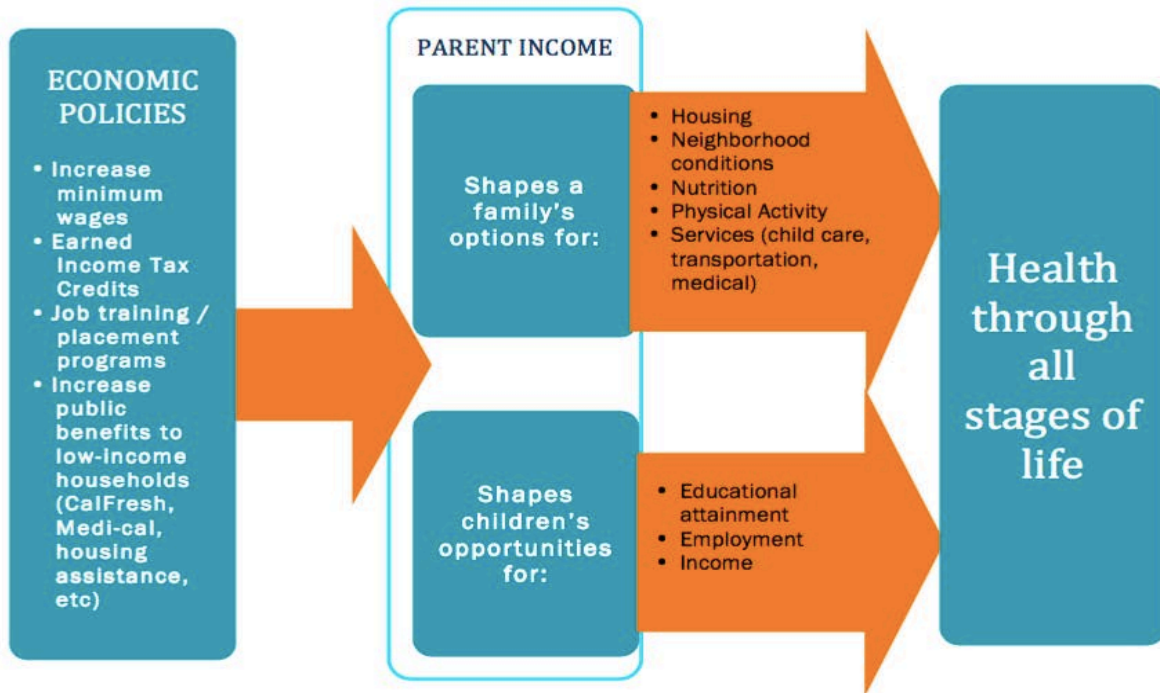 ECONOMIC
POLICIES
• Increase
minimum
wages
• Earned
Income Tax
Credits
• Job training /
placement
programs
• Increase
public
benefits to
low-income
households
(CalFresh,
Medi-cal,
housing
assistance,
etc)
PARENT INCOME
Shapes a
family's
options for:
• Housing
• Neighborhood
conditions
• Nutrition
• Physical Activity
• Services (child care,
transportation,
medical)
Shapes
children's
opportunities
for:
• Educational
attainment
• Employment
• Income
Health
through
all
stages of
life